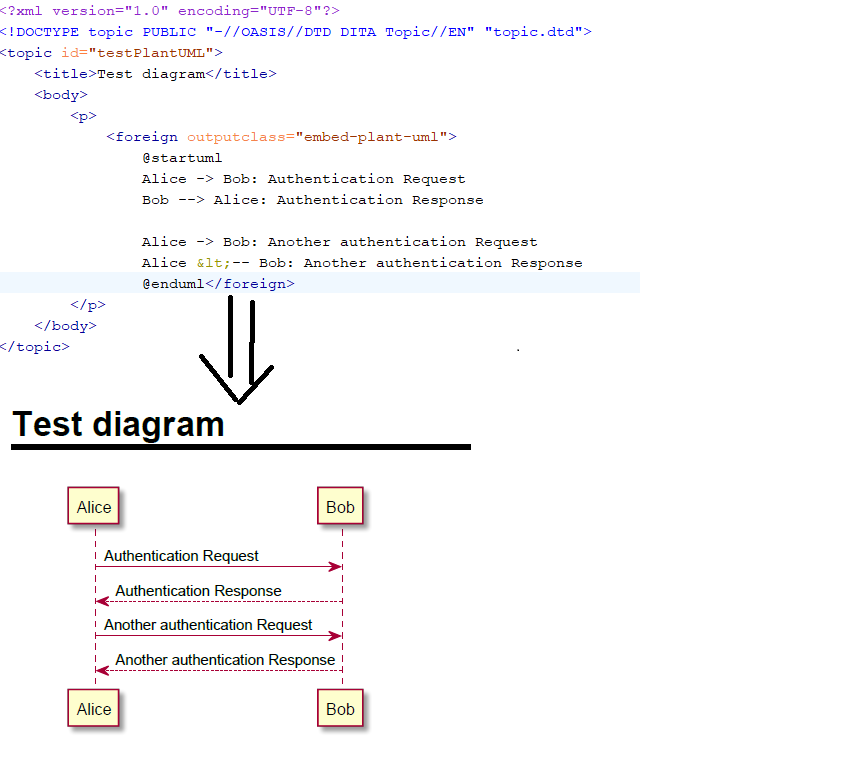 <?xml version="1.0" encoding="UTF-8"?>
<!DOCTYPE topic PUBLIC "-//OASIS//DTD DITA Topic//EN" "topic.dtd">
<topic id="testPlantUML">
<title>Test diagram</title>
<body>
<p>
<foreign outputclass="embed-plant-uml">
@startuml
Alice -> Bob: Authentication Request
Bob --> Alice: Authentication Response
Alice -> Bob: Another authentication Request
Alice &lt;-- Bob: Another authentication Response
@enduml</foreign>
</p>
</body>
</topic>
Test diagram
Alice Bob
Authentication Request
Authentication Response
Another authentication Request
Another authentication Response
Alice Bob